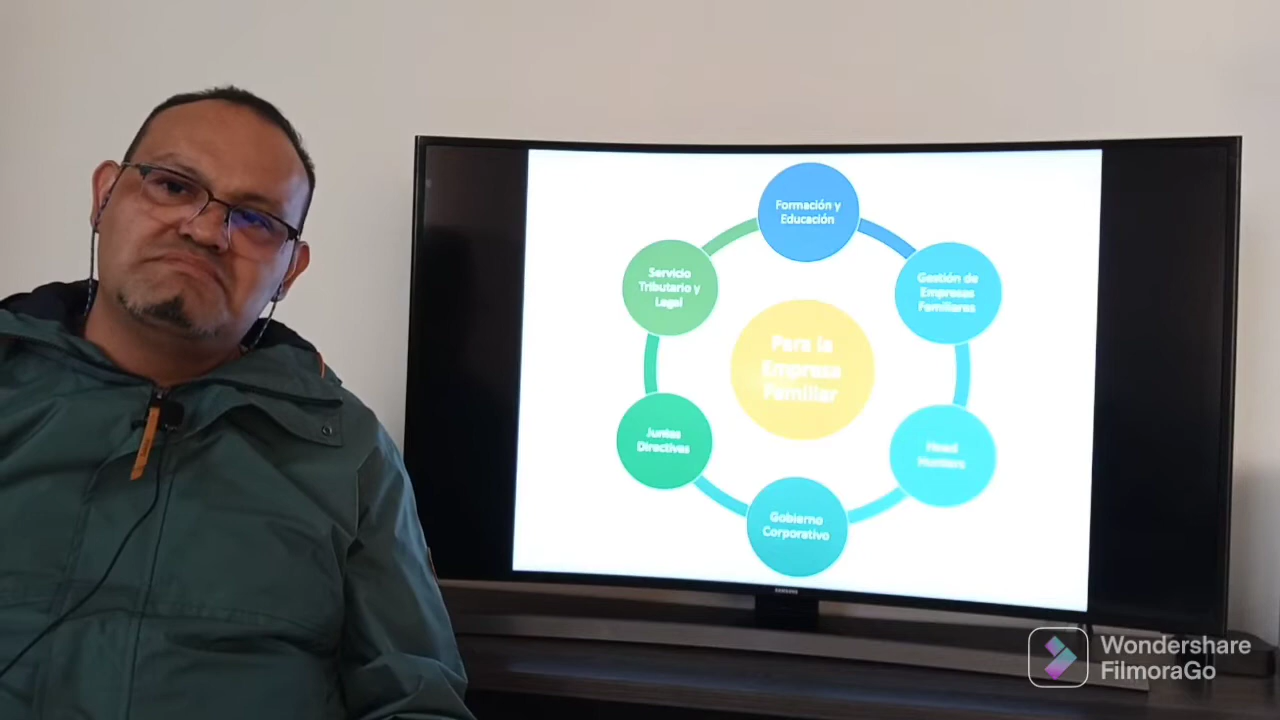 Formación y
Educación
Gestión de
Empresas
Familiares
Head
Hunters
Gobierno
Corporativo
Juntas
Directivas
Servicio
Tributario y
Legal
Para la
Empresa
Familiar
SAMSUNG
Wondershare
FilmoraGo